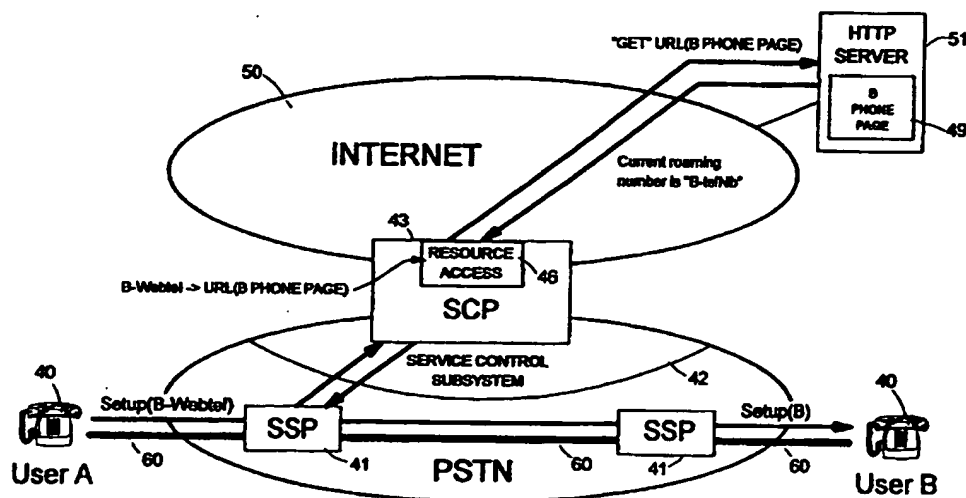 "GET" URL(B PHONE PAGE)
HTTP
SERVER
51
50
B
PHONE
PAGE
49
INTERNET
Current roaming
number is "B-telNb"
43
RESOURCE
ACCESS
46
B-Webtel -> URL(B PHONE PAGE)
SCP
SERVICE CONTROL
SUBSYSTEM
42
40
Setup(B-Webtel)
SSP
SSP
Setup(B)
40
60
41
60
41
60
User A
PSTN
User B